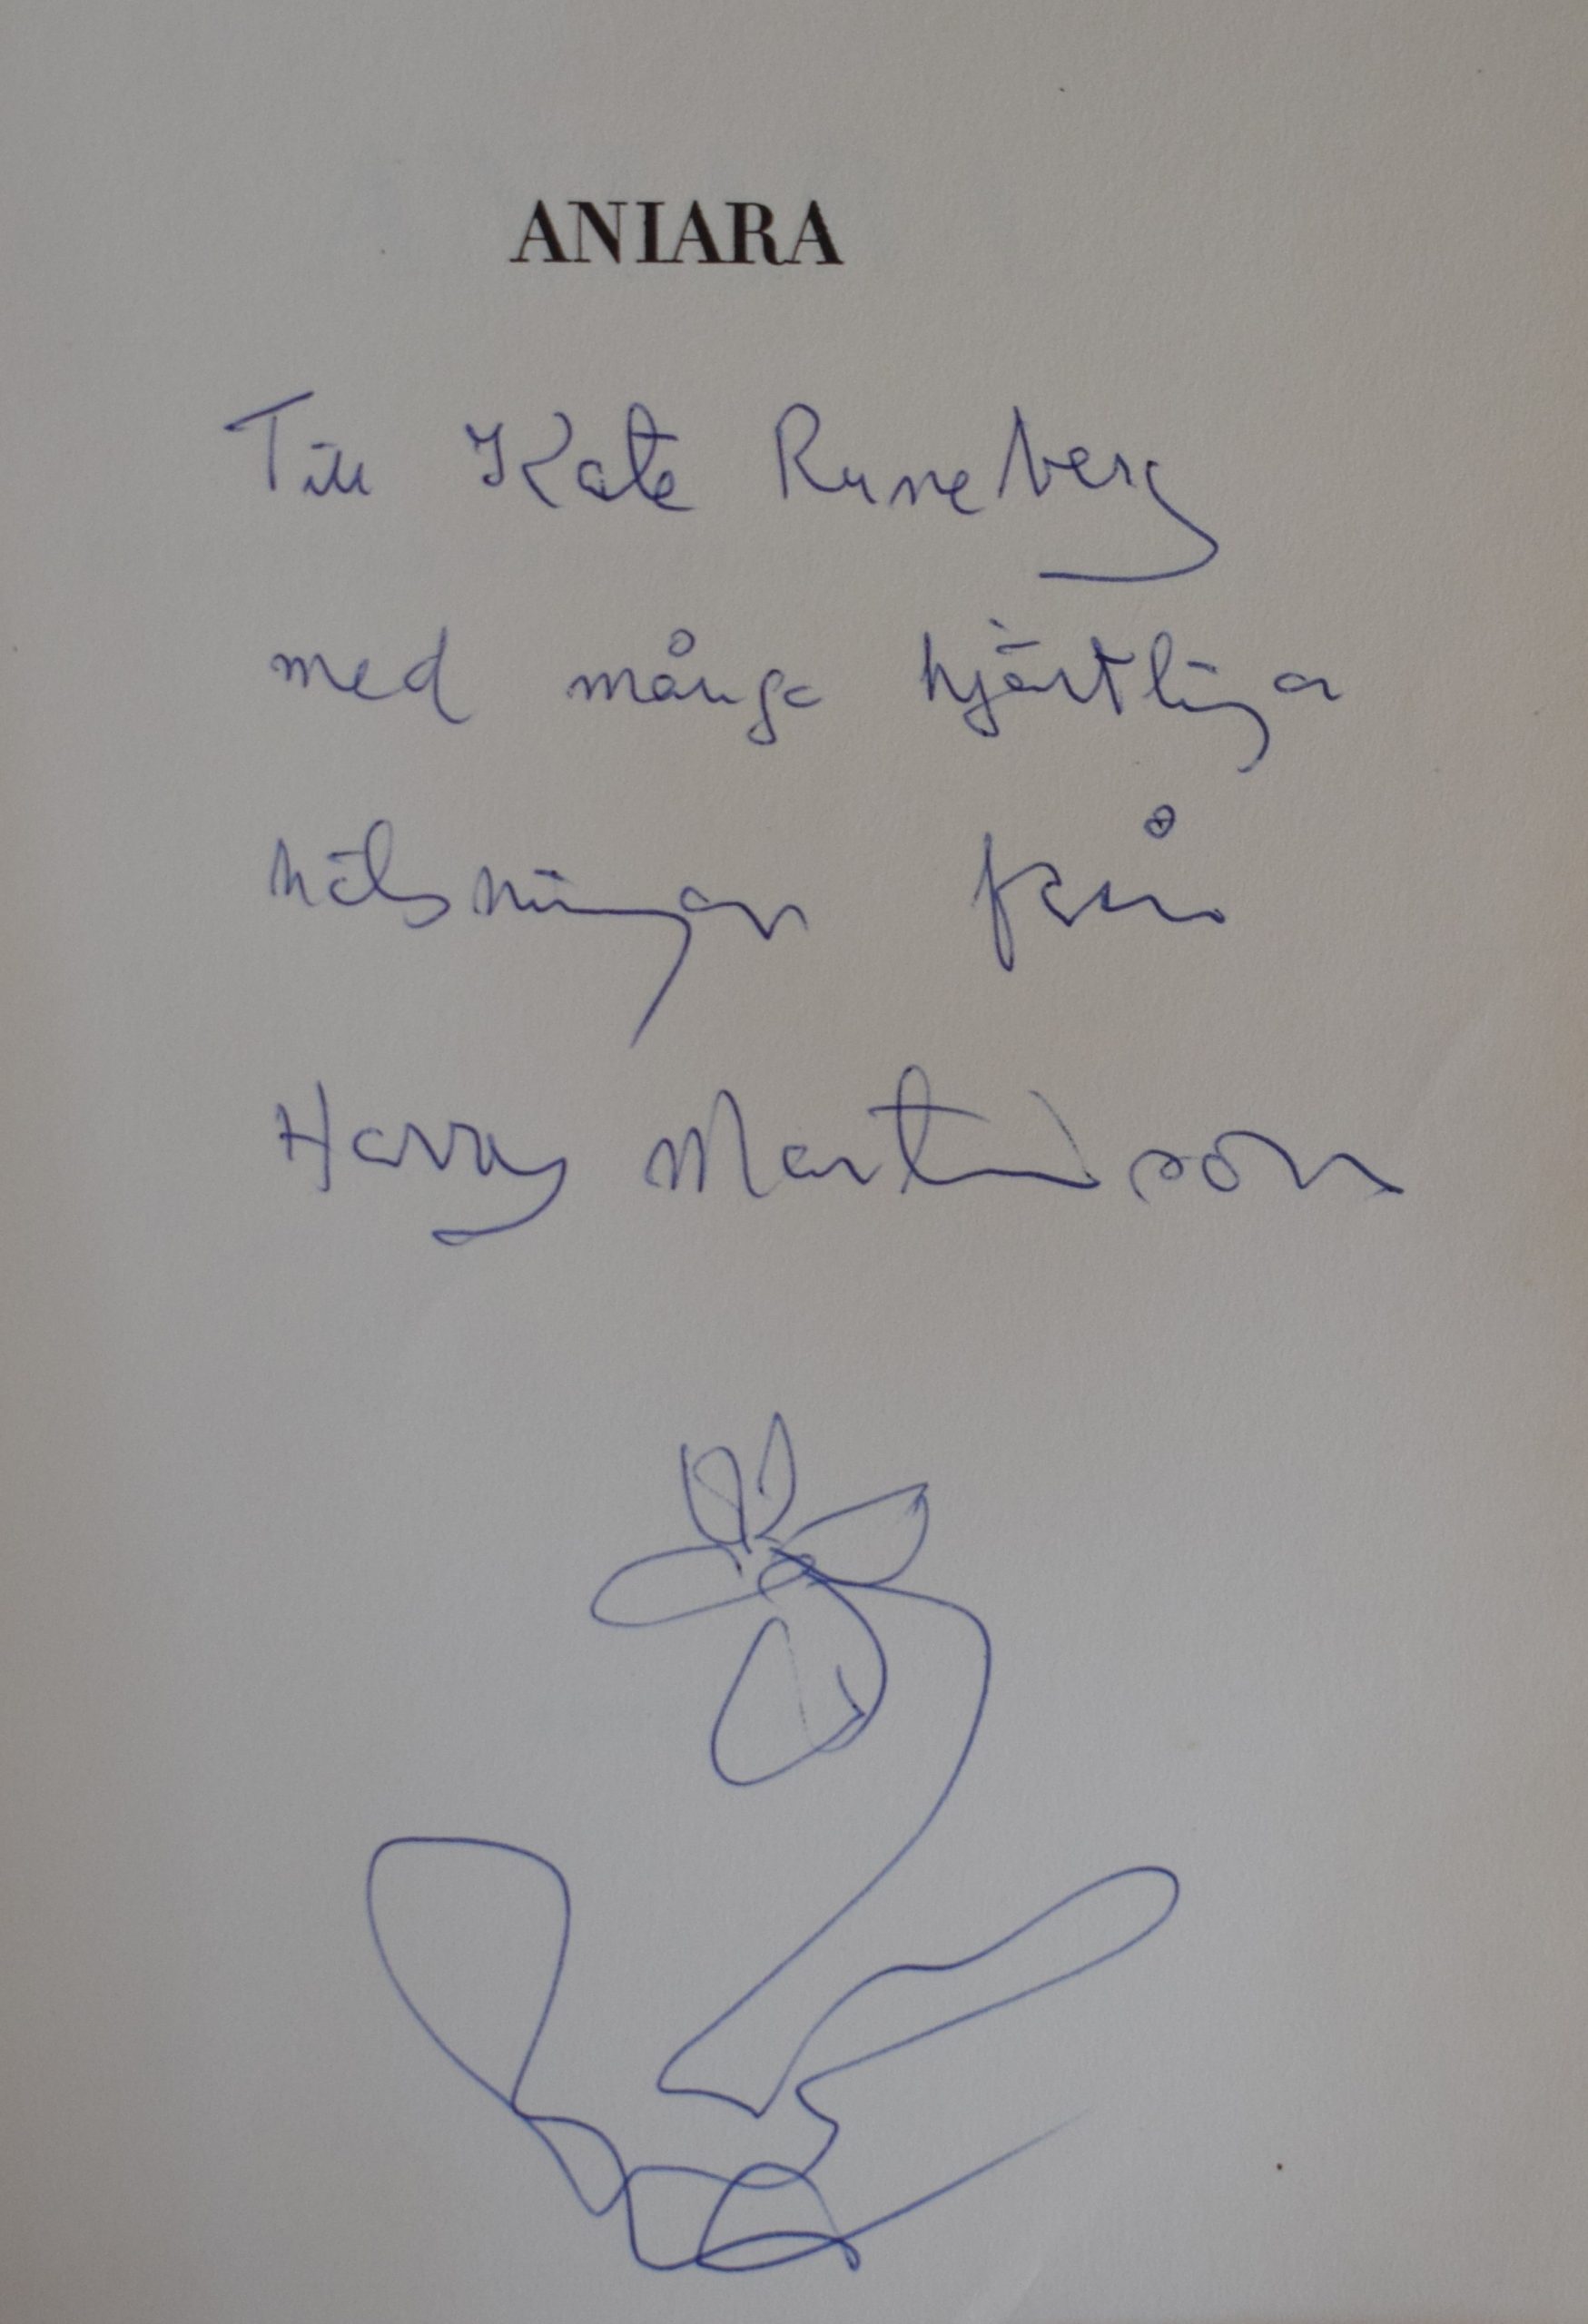 ANIARA
Till Kate Runeberg
med många hjärtliga
hälsningar från
Harry Martinson